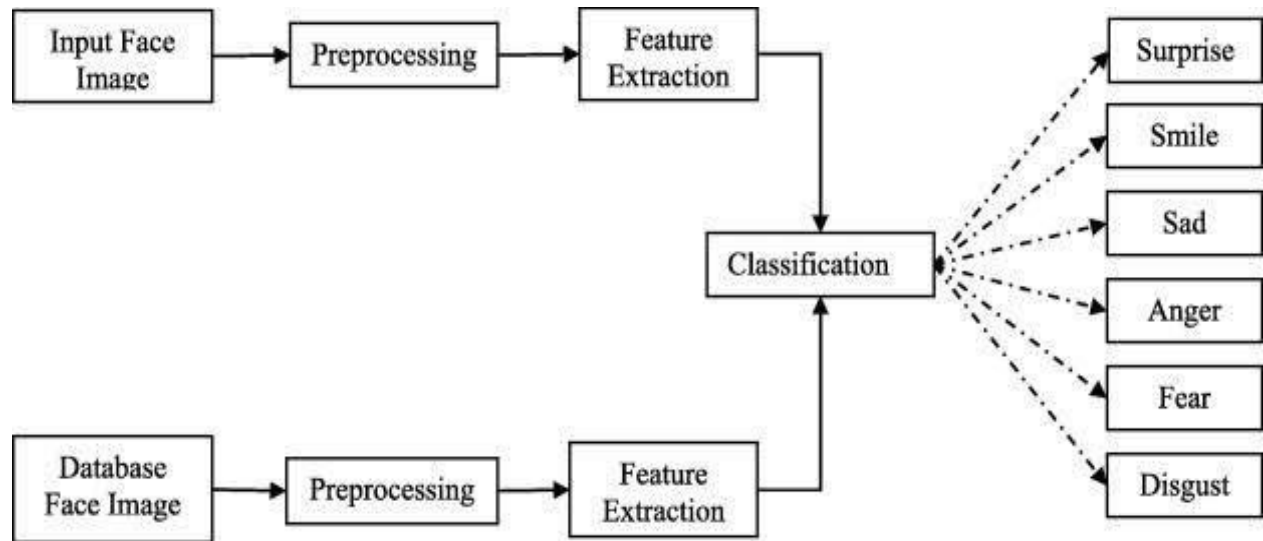 Input Face
Image
Preprocessing
Feature
Extraction
Classification
Surprise
Smile
Sad
Anger
Fear
Disgust
Database
Face Image
Preprocessing
Feature
Extraction